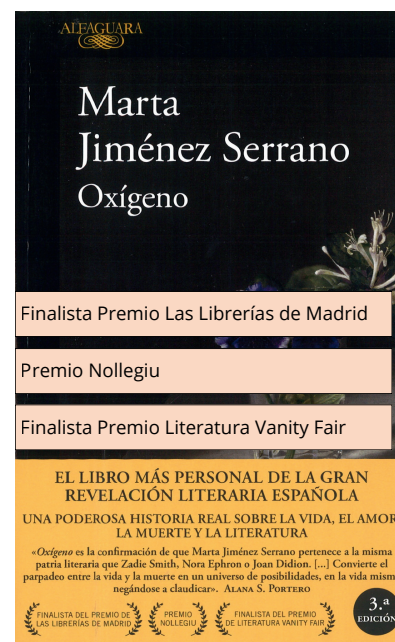 ALFAGUARA
Marta
Jiménez Serrano
Oxígeno
Finalista Premio Las Librerías de Madrid
Premio Nollegiu
Finalista Premio Literatura Vanity Fair
EL LIBRO MÁS PERSONAL DE LA GRAN
REVELACIÓN LITERARIA ESPAÑOLA
UNA PODEROSA HISTORIA REAL SOBRE LA VIDA, EL AMOR
LA MUERTE Y LA LITERATURA
«Oxígeno es la confirmación de que Marta Jiménez Serrano pertenece a la misma
patria literaria que Zadie Smith, Nora Ephron o Joan Didion. [...] Convierte el
parpadeo entre la vida y la muerte en un universo de posibilidades, en la vida mism
negándose a claudicar». ALANA S. PORTERO
FINALISTA DEL PREMIO DE
LAS LIBRERÍAS DE MADRID
PREMIO
NOLLEGIU
FINALISTA DEL PREMIO
DE LITERATURA VANITY FAIR
3.ª
EDICIÓN